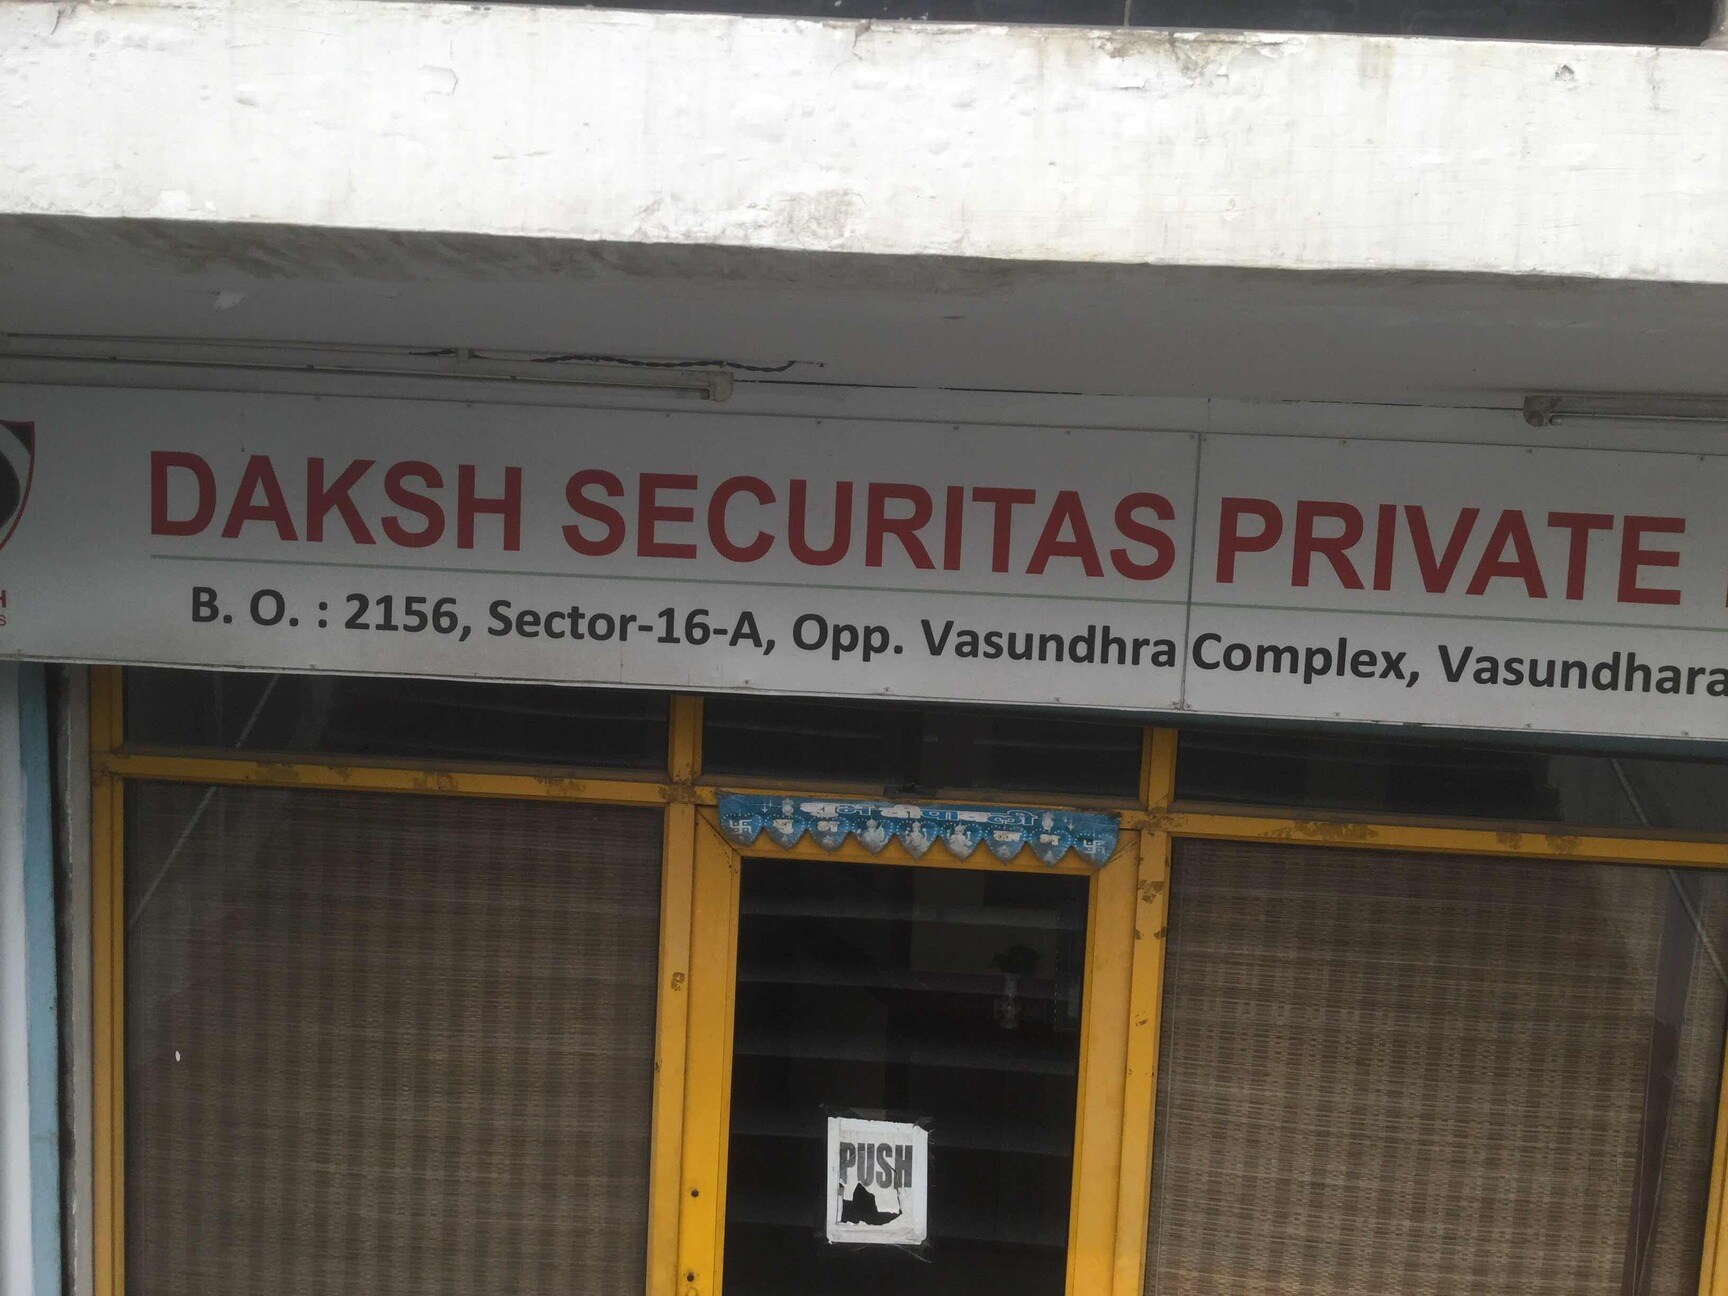 DAKSH SECURITAS PRIVATE
B. O. : 2156, Sector-16-A, Opp. Vasundhra Complex, Vasundhara
PUSH